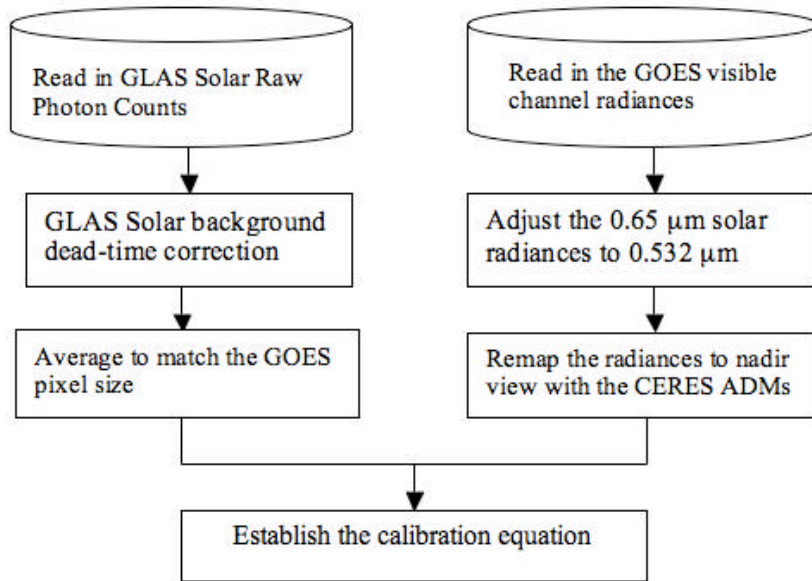 Read in GLAS Solar Raw
Photon Counts
Read in the GOES visible
channel radiances
GLAS Solar background
dead-time correction
Adjust the 0.65 μm solar
radiances to 0.532 μm
Average to match the GOES
pixel size
Remap the radiances to nadir
view with the CERES ADMs
Establish the calibration equation